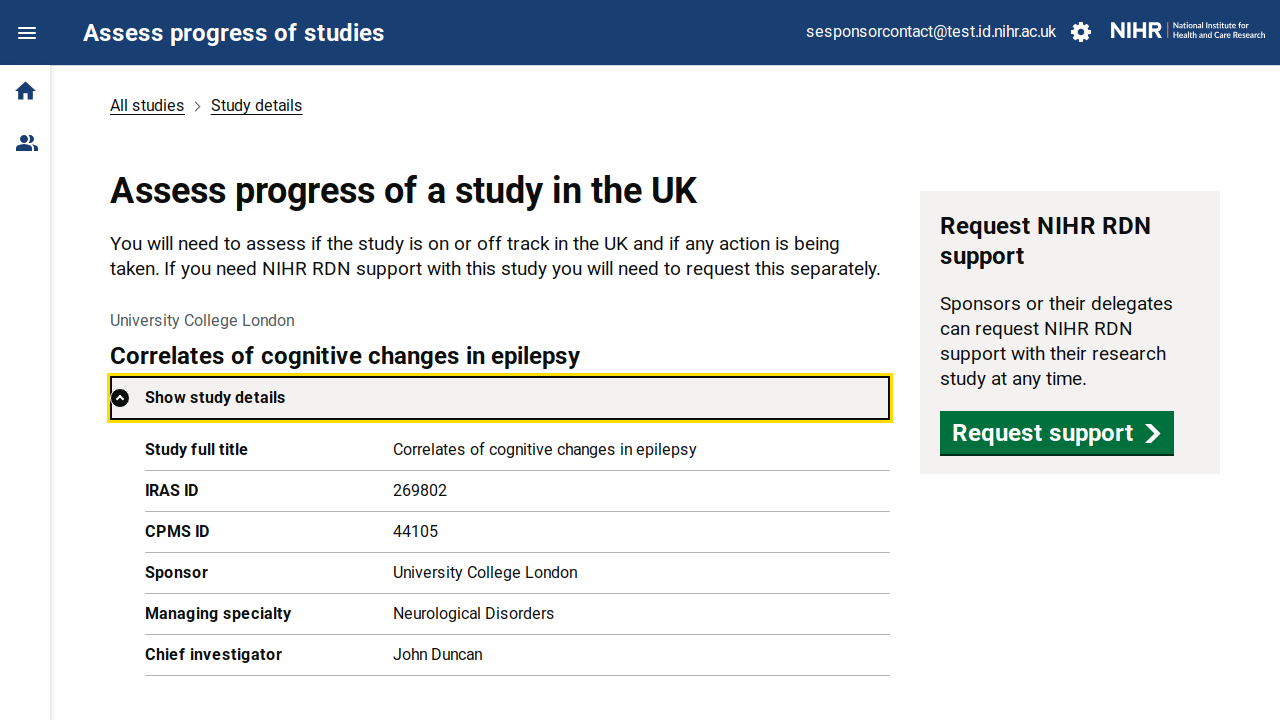 Assess progress of studies
sesponsorcontact@test.id.nihr.ac.uk
NIHR | National Institute for
Health and Care Research
All studies
Study details
Assess progress of a study in the UK
You will need to assess if the study is on or off track in the UK and if any action is being
taken. If you need NIHR RDN support with this study you will need to request this separately.
University College London
Correlates of cognitive changes in epilepsy
Show study details
Study full title Correlates of cognitive changes in epilepsy
IRAS ID 269802
CPMS ID 44105
Sponsor University College London
Managing specialty Neurological Disorders
Chief investigator John Duncan
Request NIHR RDN
support
Sponsors or their delegates
can request NIHR RDN
support with their research
study at any time.
Request support